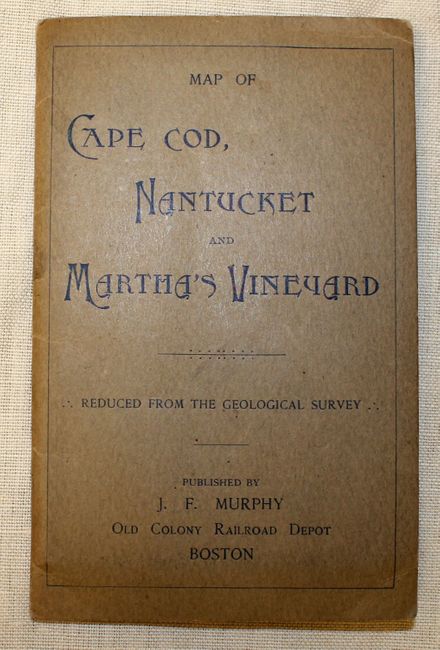 MAP OF
CAPE COD,
NANTUCKET
AND
MARTHA'S VINEYARD
∴ REDUCED FROM THE GEOLOGICAL SURVEY ∴
PUBLISHED BY
J. F. MURPHY
OLD COLONY RAILROAD DEPOT
BOSTON